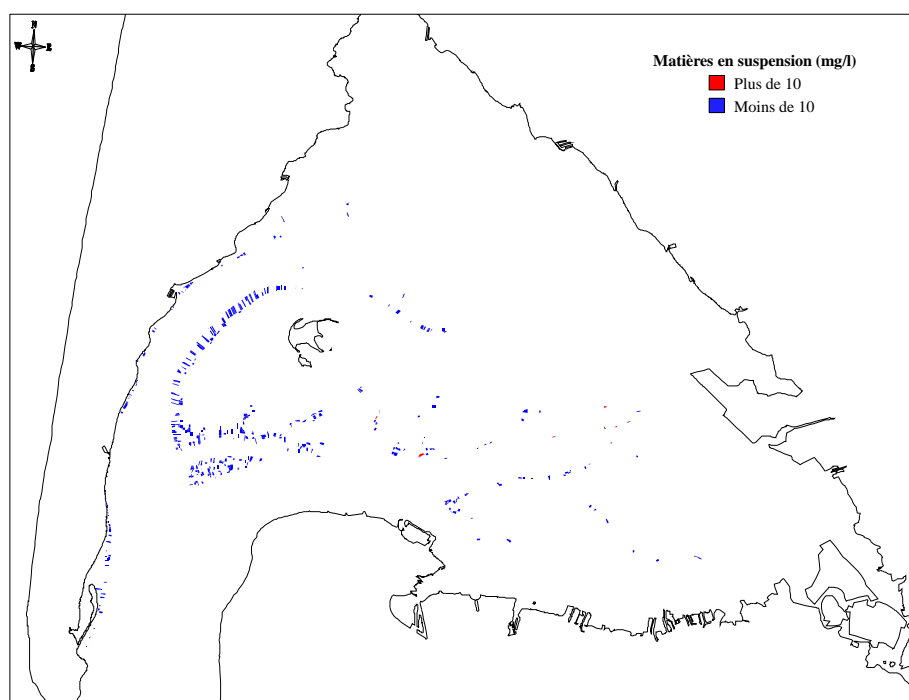 N
W E
S
Matières en suspension (mg/l)
Plus de 10
Moins de 10